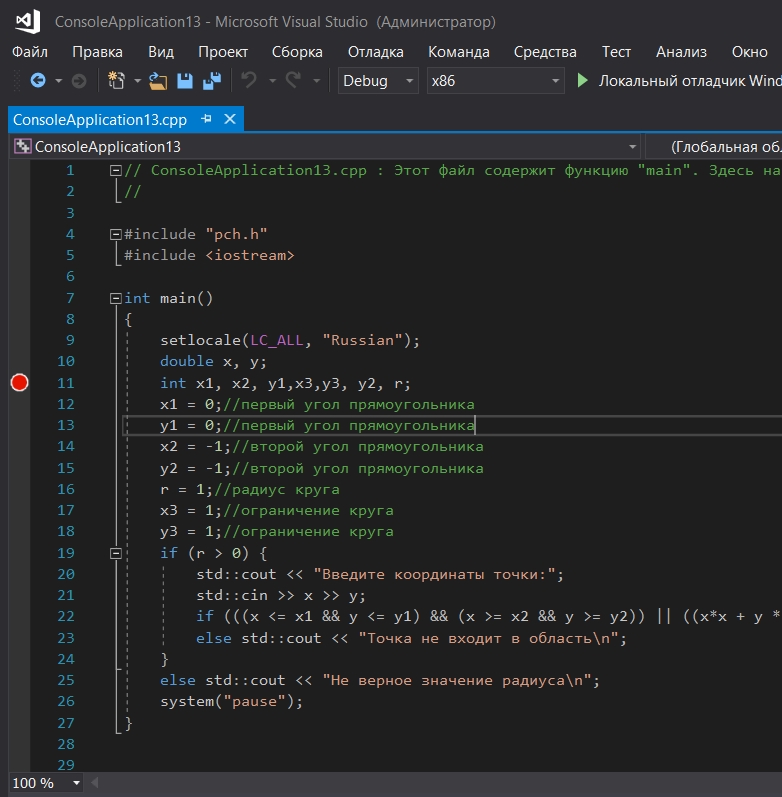 ConsoleApplication13 - Microsoft Visual Studio (Администратор)
Файл Правка Вид Проект Сборка Отладка Команда Средства Тест Анализ Окно
Debug x86 Локальный отладчик Wind
ConsoleApplication13.cpp
ConsoleApplication13 (Глобальная об
1 // ConsoleApplication13.cpp : Этот файл содержит функцию "main". Здесь на
2 //
3
4 #include "pch.h"
5 #include <iostream>
6
7 int main()
8 {
9 setlocale(LC_ALL, "Russian");
10 double x, y;
11 int x1, x2, y1,x3,y3, y2, r;
12 x1 = 0;//первый угол прямоугольника
13 y1 = 0;//первый угол прямоугольника
14 x2 = -1;//второй угол прямоугольника
15 y2 = -1;//второй угол прямоугольника
16 r = 1;//радиус круга
17 x3 = 1;//ограничение круга
18 y3 = 1;//ограничение круга
19 if (r > 0) {
20 std::cout << "Введите координаты точки:";
21 std::cin >> x >> y;
22 if (((x <= x1 && y <= y1) && (x >= x2 && y >= y2)) || ((x*x + y *
23 else std::cout << "Точка не входит в область\n";
24 }
25 else std::cout << "Не верное значение радиуса\n";
26 system("pause");
27 }
28
29
100 %